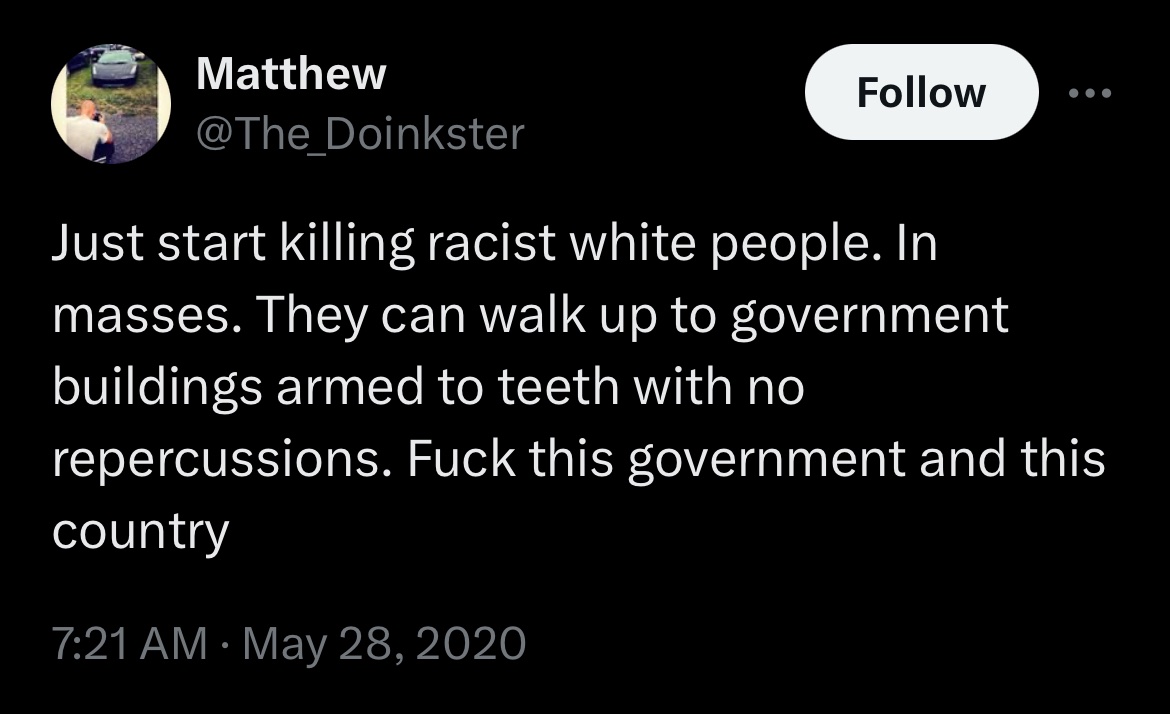 Matthew
@The_Doinkster
Follow
Just start killing racist white people. In
masses. They can walk up to government
buildings armed to teeth with no
repercussions. Fuck this government and this
country
7:21 AM · May 28, 2020